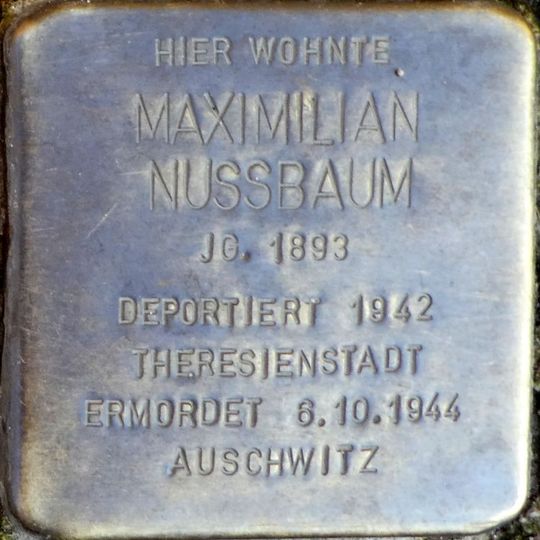 HIER WOHNTE
MAXIMILIAN
NUSSBAUM
JG. 1893
DEPORTIERT 1942
THERESIENSTADT
ERMORDET 6.10.1944
AUSCHWITZ